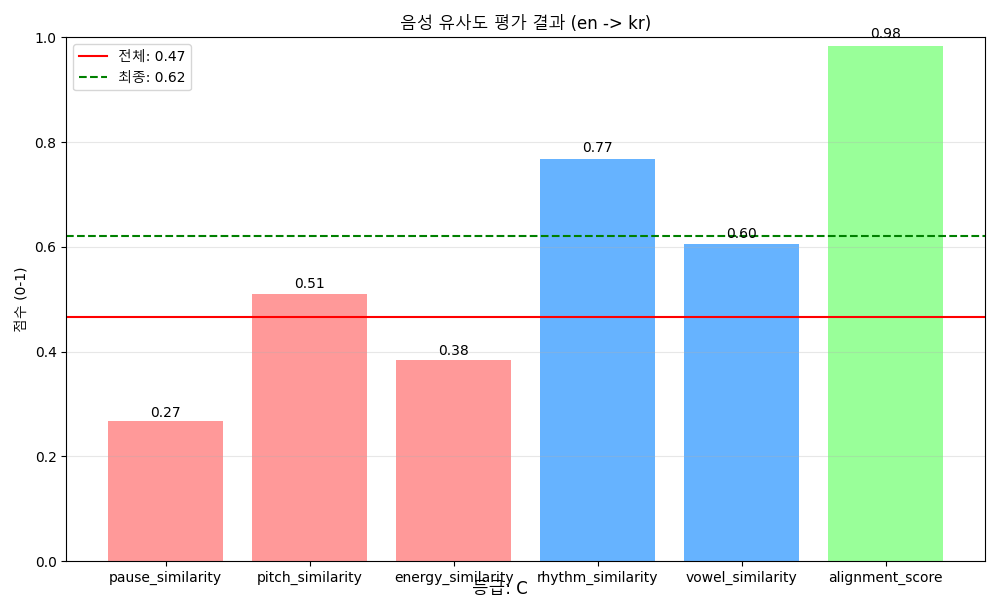 음성 유사도 평가 결과 (en -> kr)
전체: 0.47
최종: 0.62
점수 (0-1)
1.0
0.8
0.6
0.4
0.2
0.0
0.27
0.51
0.38
0.77
0.60
0.98
pause_similarity
pitch_similarity
energy_similarity
rhythm_similarity
vowel_similarity
alignment_score
등급: C